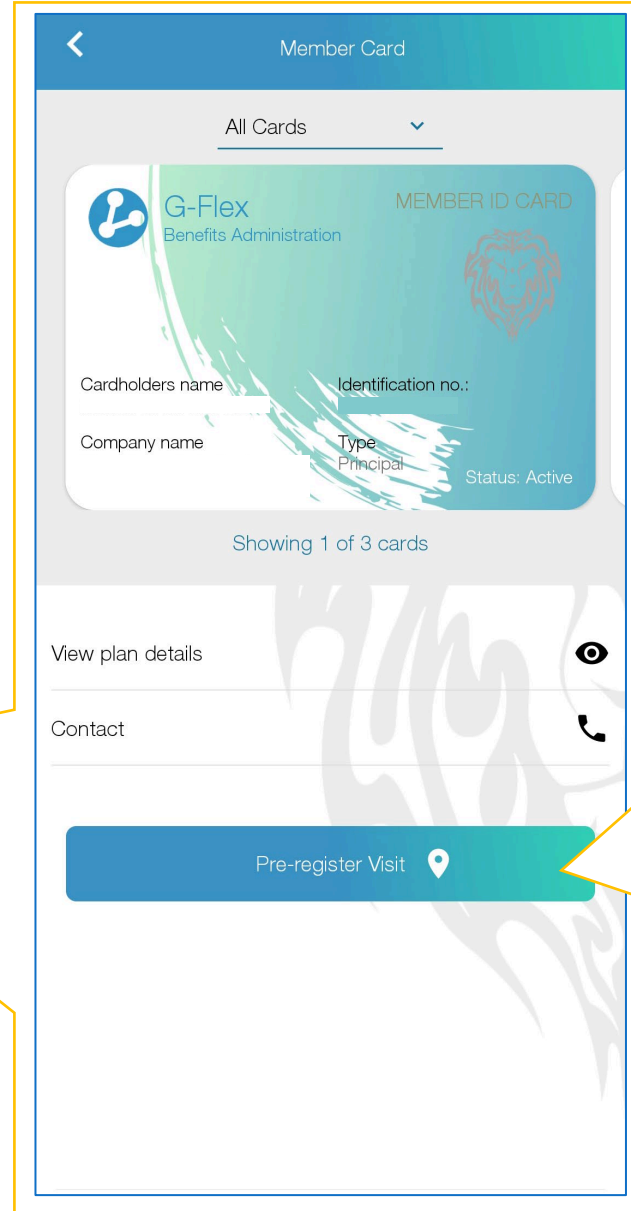 Member Card
All Cards
G-Flex
Benefits Administration
MEMBER ID CARD
Cardholders name
Identification no.:
Company name
Type
Principal
Status: Active
Showing 1 of 3 cards
View plan details
Contact
Pre-register Visit